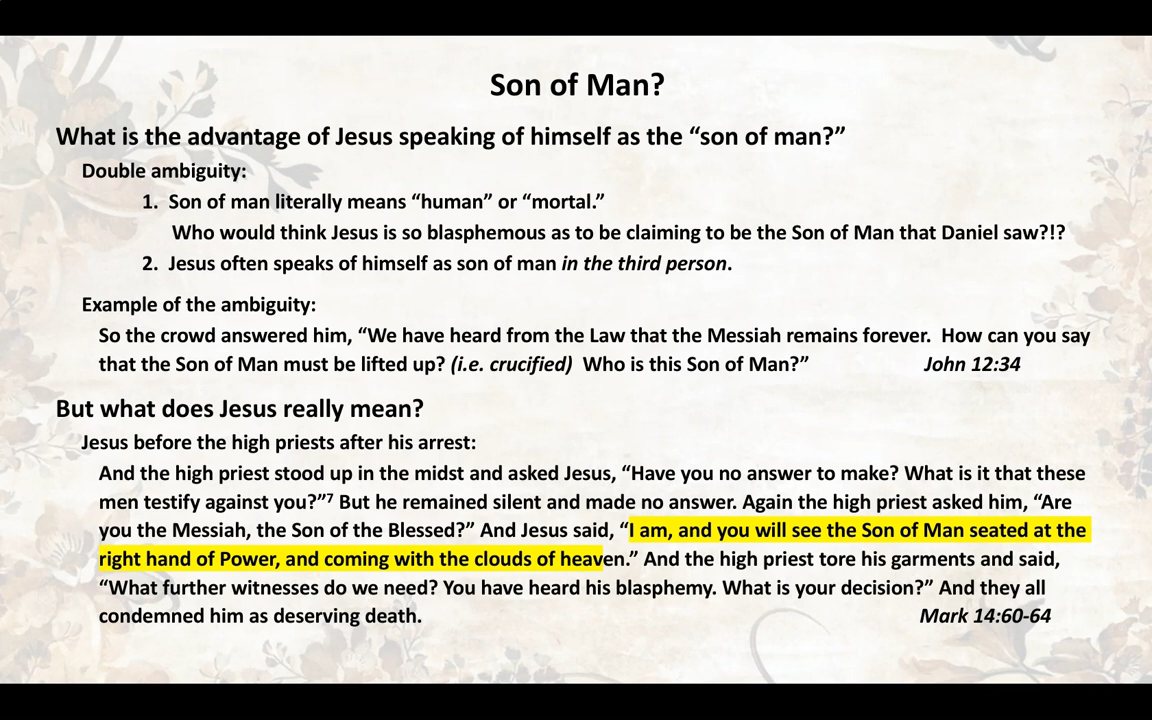 Son of Man?
What is the advantage of Jesus speaking of himself as the “son of man?”
Double ambiguity:
1. Son of man literally means “human” or “mortal.”
Who would think Jesus is so blasphemous as to be claiming to be the Son of Man that Daniel saw?!?
2. Jesus often speaks of himself as son of man in the third person.
Example of the ambiguity:
So the crowd answered him, “We have heard from the Law that the Messiah remains forever. How can you say
that the Son of Man must be lifted up? (i.e. crucified) Who is this Son of Man?” John 12:34
But what does Jesus really mean?
Jesus before the high priests after his arrest:
And the high priest stood up in the midst and asked Jesus, “Have you no answer to make? What is it that these
men testify against you?”⁷ But he remained silent and made no answer. Again the high priest asked him, “Are
you the Messiah, the Son of the Blessed?” And Jesus said, “I am, and you will see the Son of Man seated at the
right hand of Power, and coming with the clouds of heaven.” And the high priest tore his garments and said,
“What further witnesses do we need? You have heard his blasphemy. What is your decision?” And they all
condemned him as deserving death. Mark 14:60-64